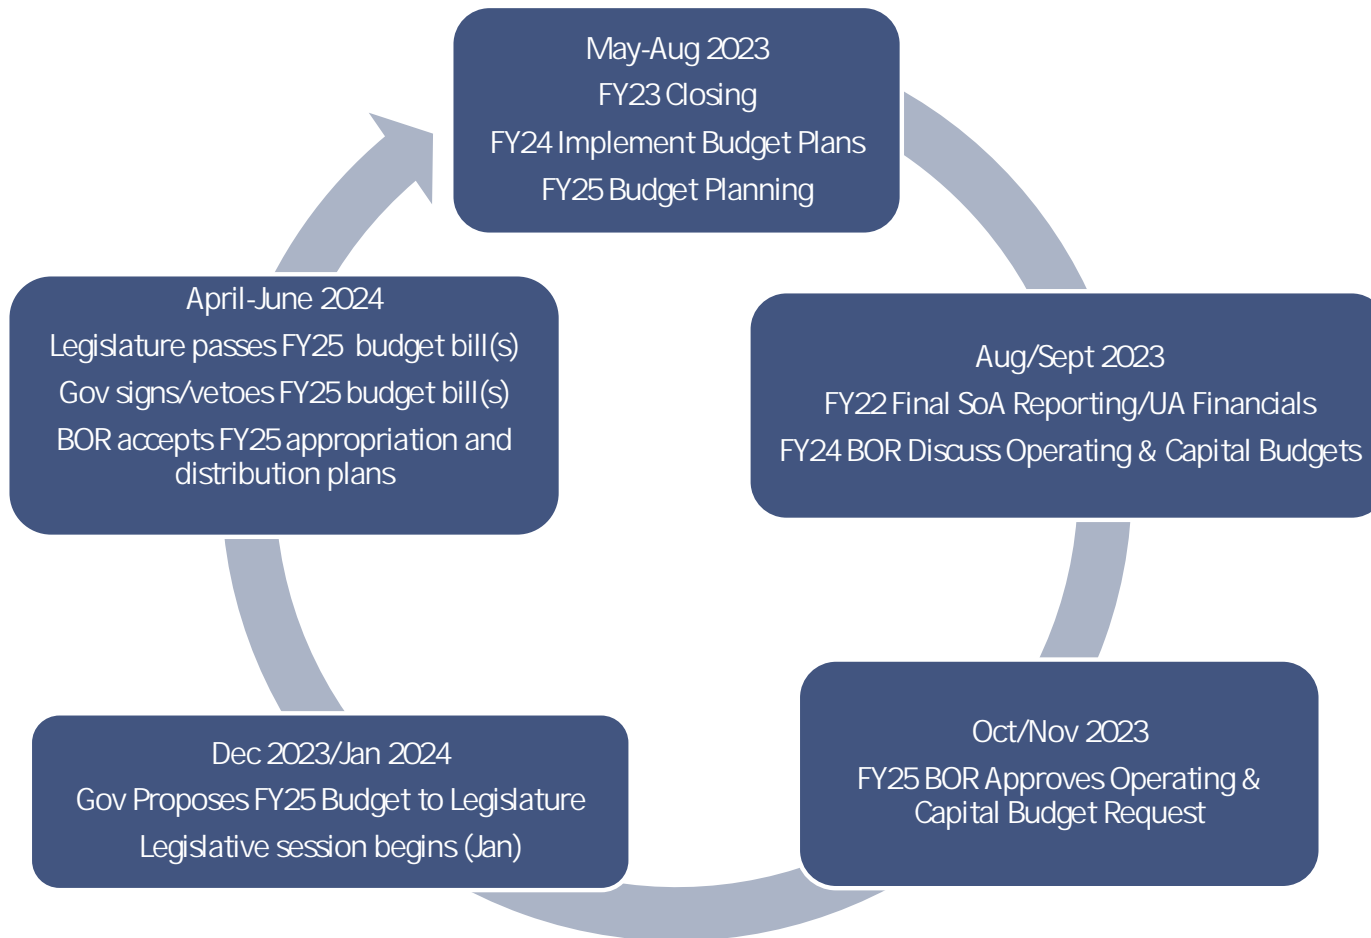 May-Aug 2023
FY23 Closing
FY24 Implement Budget Plans
FY25 Budget Planning
Aug/Sept 2023
FY22 Final SoA Reporting/UA Financials
FY24 BOR Discuss Operating & Capital Budgets
Oct/Nov 2023
FY25 BOR Approves Operating &
Capital Budget Request
Dec 2023/Jan 2024
Gov Proposes FY25 Budget to Legislature
Legislative session begins (Jan)
April-June 2024
Legislature passes FY25 budget bill(s)
Gov signs/vetoes FY25 budget bill(s)
BOR accepts FY25 appropriation and
distribution plans